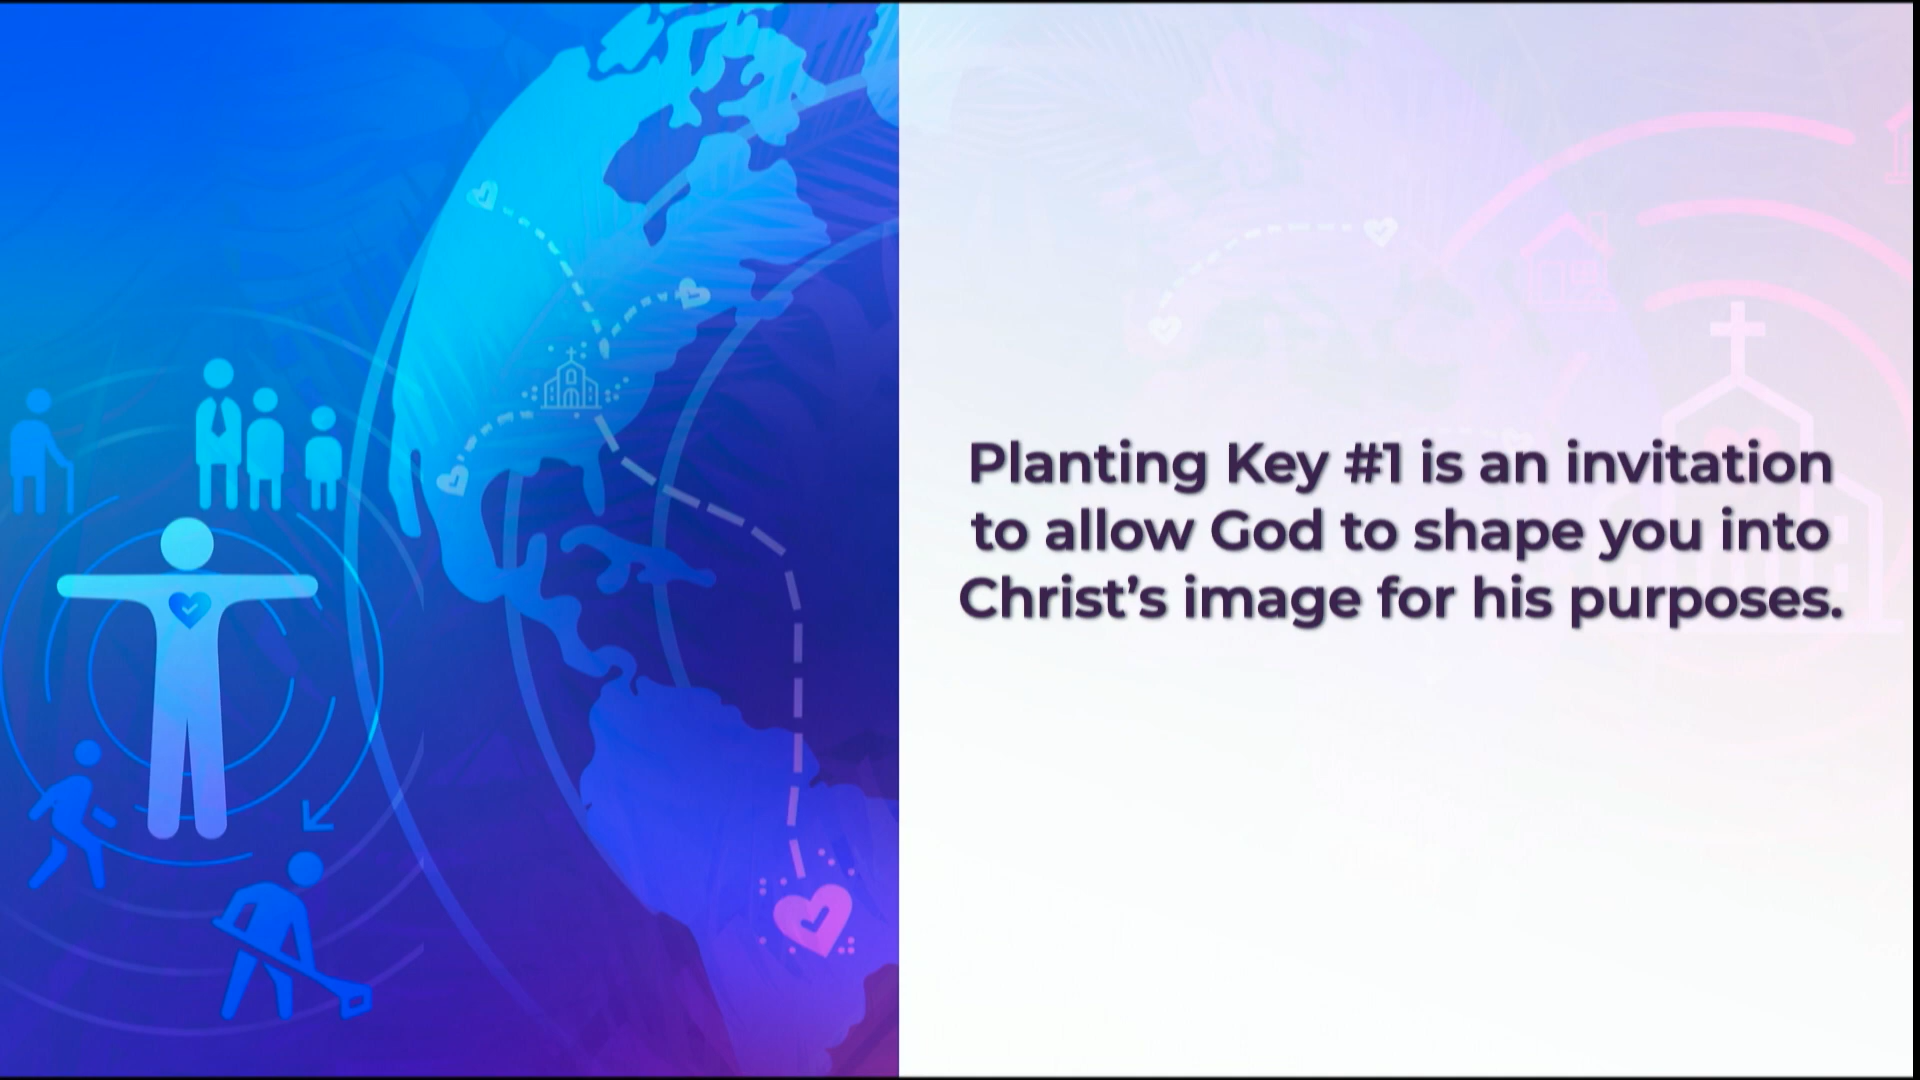 Planting Key #1 is an invitation
to allow God to shape you into
Christ’s image for his purposes.